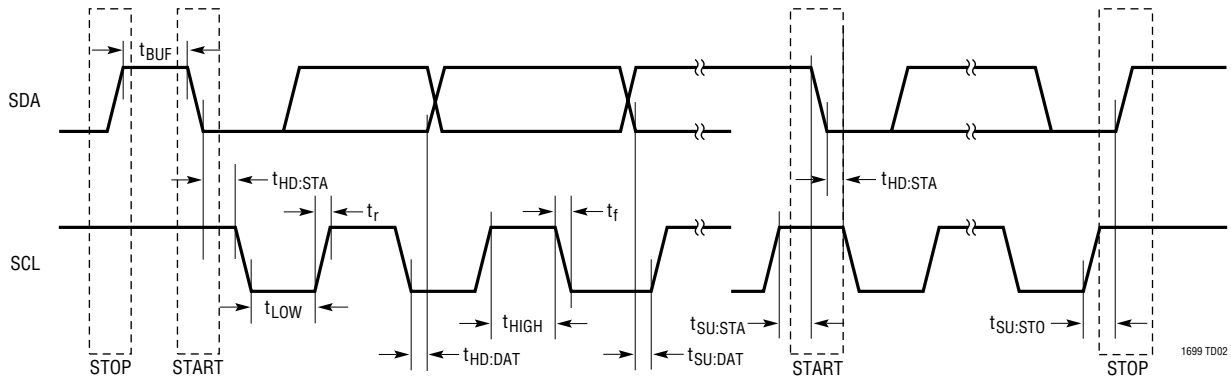 tBUF
SDA
tHD:STA
tHD:STA
tr
tf
SCL
tLOW
tHIGH
tSU:STA
tSU:STO
tHD:DAT
tSU:DAT
1699 TD02
STOP
START
START
STOP